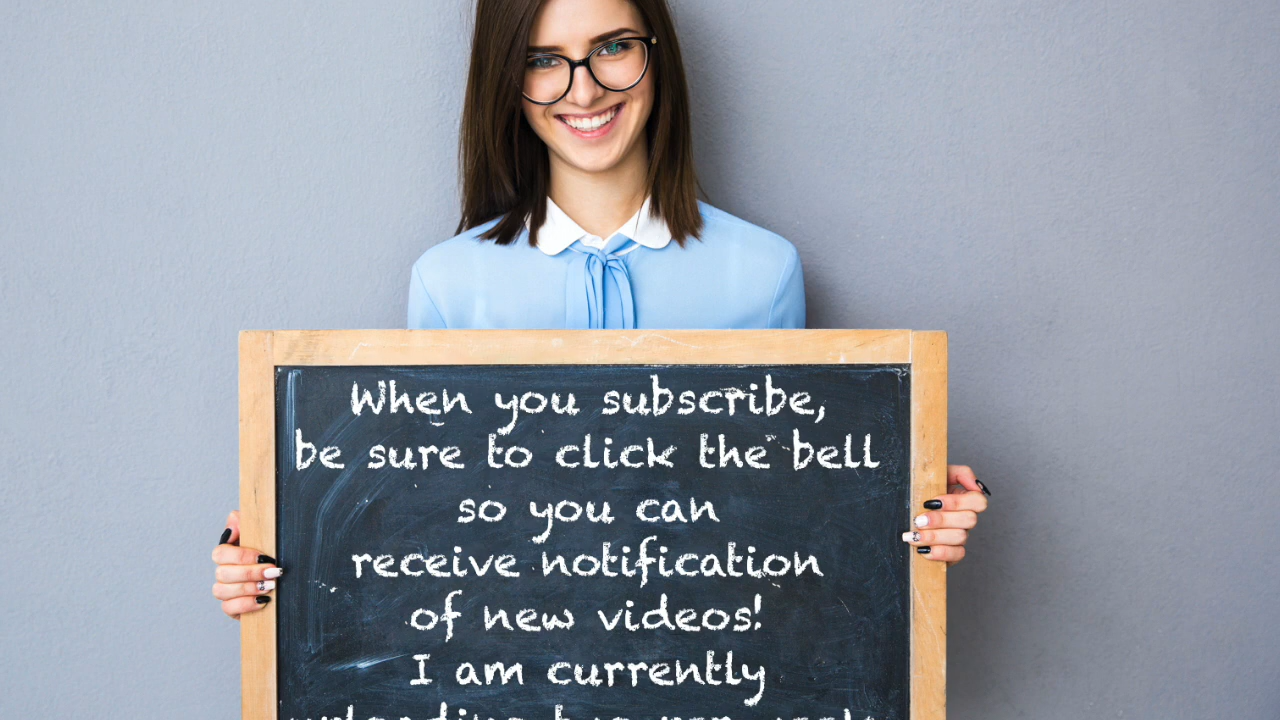 When you subscribe,
be sure to click the bell
so you can
receive notification
of new videos!
I am currently